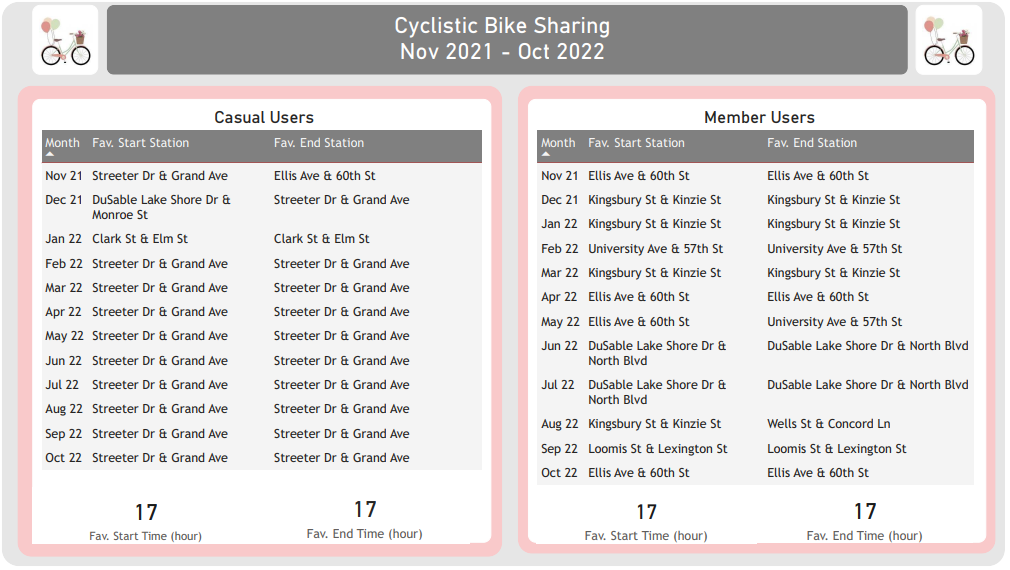 Cyclistic Bike Sharing
Nov 2021 - Oct 2022
Casual Users
Month Fav. Start Station Fav. End Station
Nov 21 Streeter Dr & Grand Ave Ellis Ave & 60th St
Dec 21 DuSable Lake Shore Dr & Streeter Dr & Grand Ave
Monroe St
Jan 22 Clark St & Elm St Clark St & Elm St
Feb 22 Streeter Dr & Grand Ave Streeter Dr & Grand Ave
Mar 22 Streeter Dr & Grand Ave Streeter Dr & Grand Ave
Apr 22 Streeter Dr & Grand Ave Streeter Dr & Grand Ave
May 22 Streeter Dr & Grand Ave Streeter Dr & Grand Ave
Jun 22 Streeter Dr & Grand Ave Streeter Dr & Grand Ave
Jul 22 Streeter Dr & Grand Ave Streeter Dr & Grand Ave
Aug 22 Streeter Dr & Grand Ave Streeter Dr & Grand Ave
Sep 22 Streeter Dr & Grand Ave Streeter Dr & Grand Ave
Oct 22 Streeter Dr & Grand Ave Streeter Dr & Grand Ave
17 17
Fav. Start Time (hour) Fav. End Time (hour)
Member Users
Month Fav. Start Station Fav. End Station
Nov 21 Ellis Ave & 60th St Ellis Ave & 60th St
Dec 21 Kingsbury St & Kinzie St Kingsbury St & Kinzie St
Jan 22 Kingsbury St & Kinzie St Kingsbury St & Kinzie St
Feb 22 University Ave & 57th St University Ave & 57th St
Mar 22 Kingsbury St & Kinzie St Kingsbury St & Kinzie St
Apr 22 Ellis Ave & 60th St Ellis Ave & 60th St
May 22 Ellis Ave & 60th St University Ave & 57th St
Jun 22 DuSable Lake Shore Dr & DuSable Lake Shore Dr & North Blvd
North Blvd
Jul 22 DuSable Lake Shore Dr & DuSable Lake Shore Dr & North Blvd
North Blvd
Aug 22 Kingsbury St & Kinzie St Wells St & Concord Ln
Sep 22 Loomis St & Lexington St Loomis St & Lexington St
Oct 22 Ellis Ave & 60th St Ellis Ave & 60th St
17 17
Fav. Start Time (hour) Fav. End Time (hour)